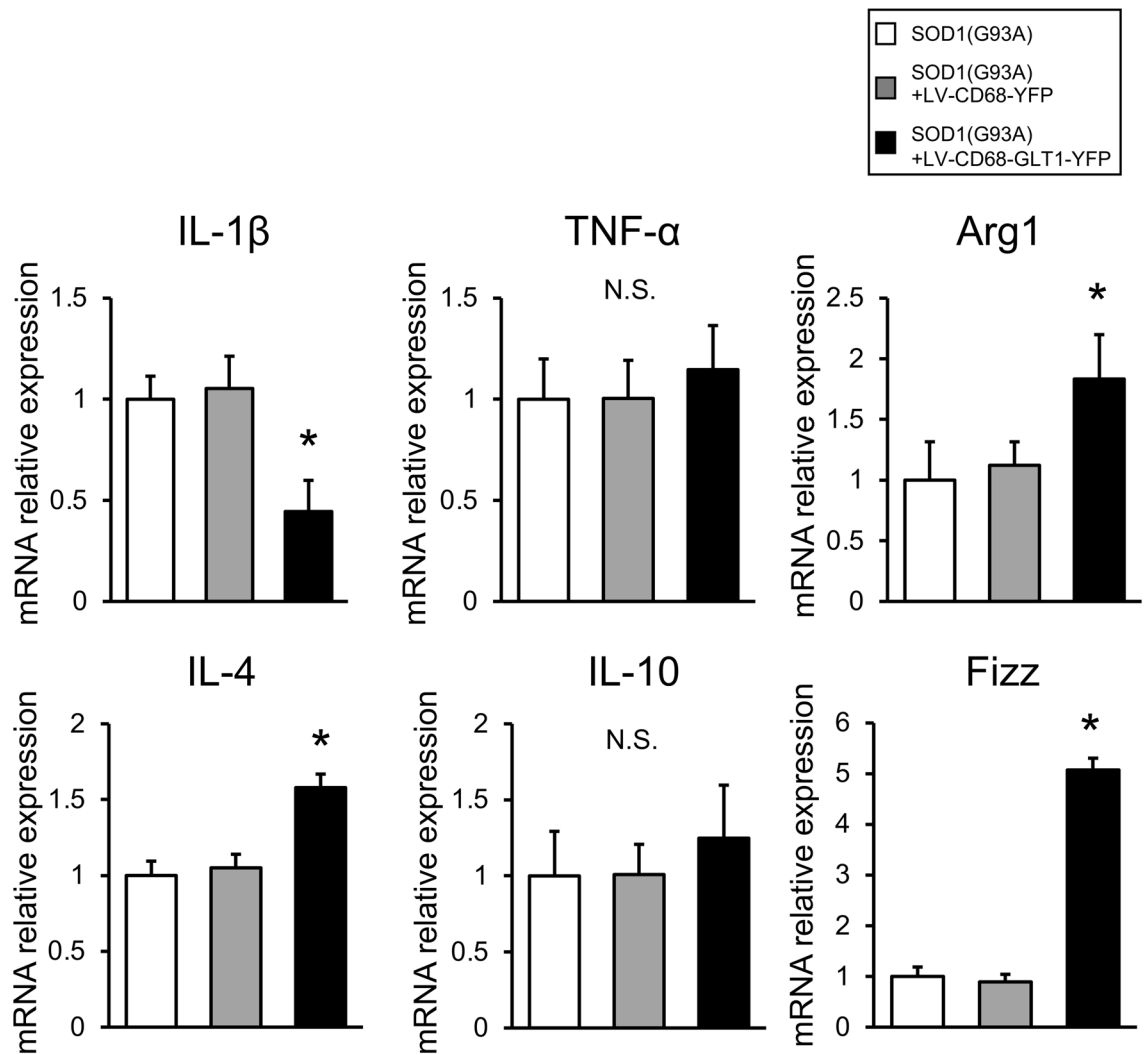 SOD1(G93A)
SOD1(G93A)
+LV-CD68-YFP
SOD1(G93A)
+LV-CD68-GLT1-YFP
IL-1β
mRNA relative expression
1.5
1
0.5
0
*
TNF-α
mRNA relative expression
1.5
1
0.5
0
N.S.
Arg1
mRNA relative expression
2.5
2
1.5
1
0.5
0
*
IL-4
mRNA relative expression
2
1.5
1
0.5
0
*
IL-10
mRNA relative expression
2
1.5
1
0.5
0
N.S.
Fizz
mRNA relative expression
6
5
4
3
2
1
0
*